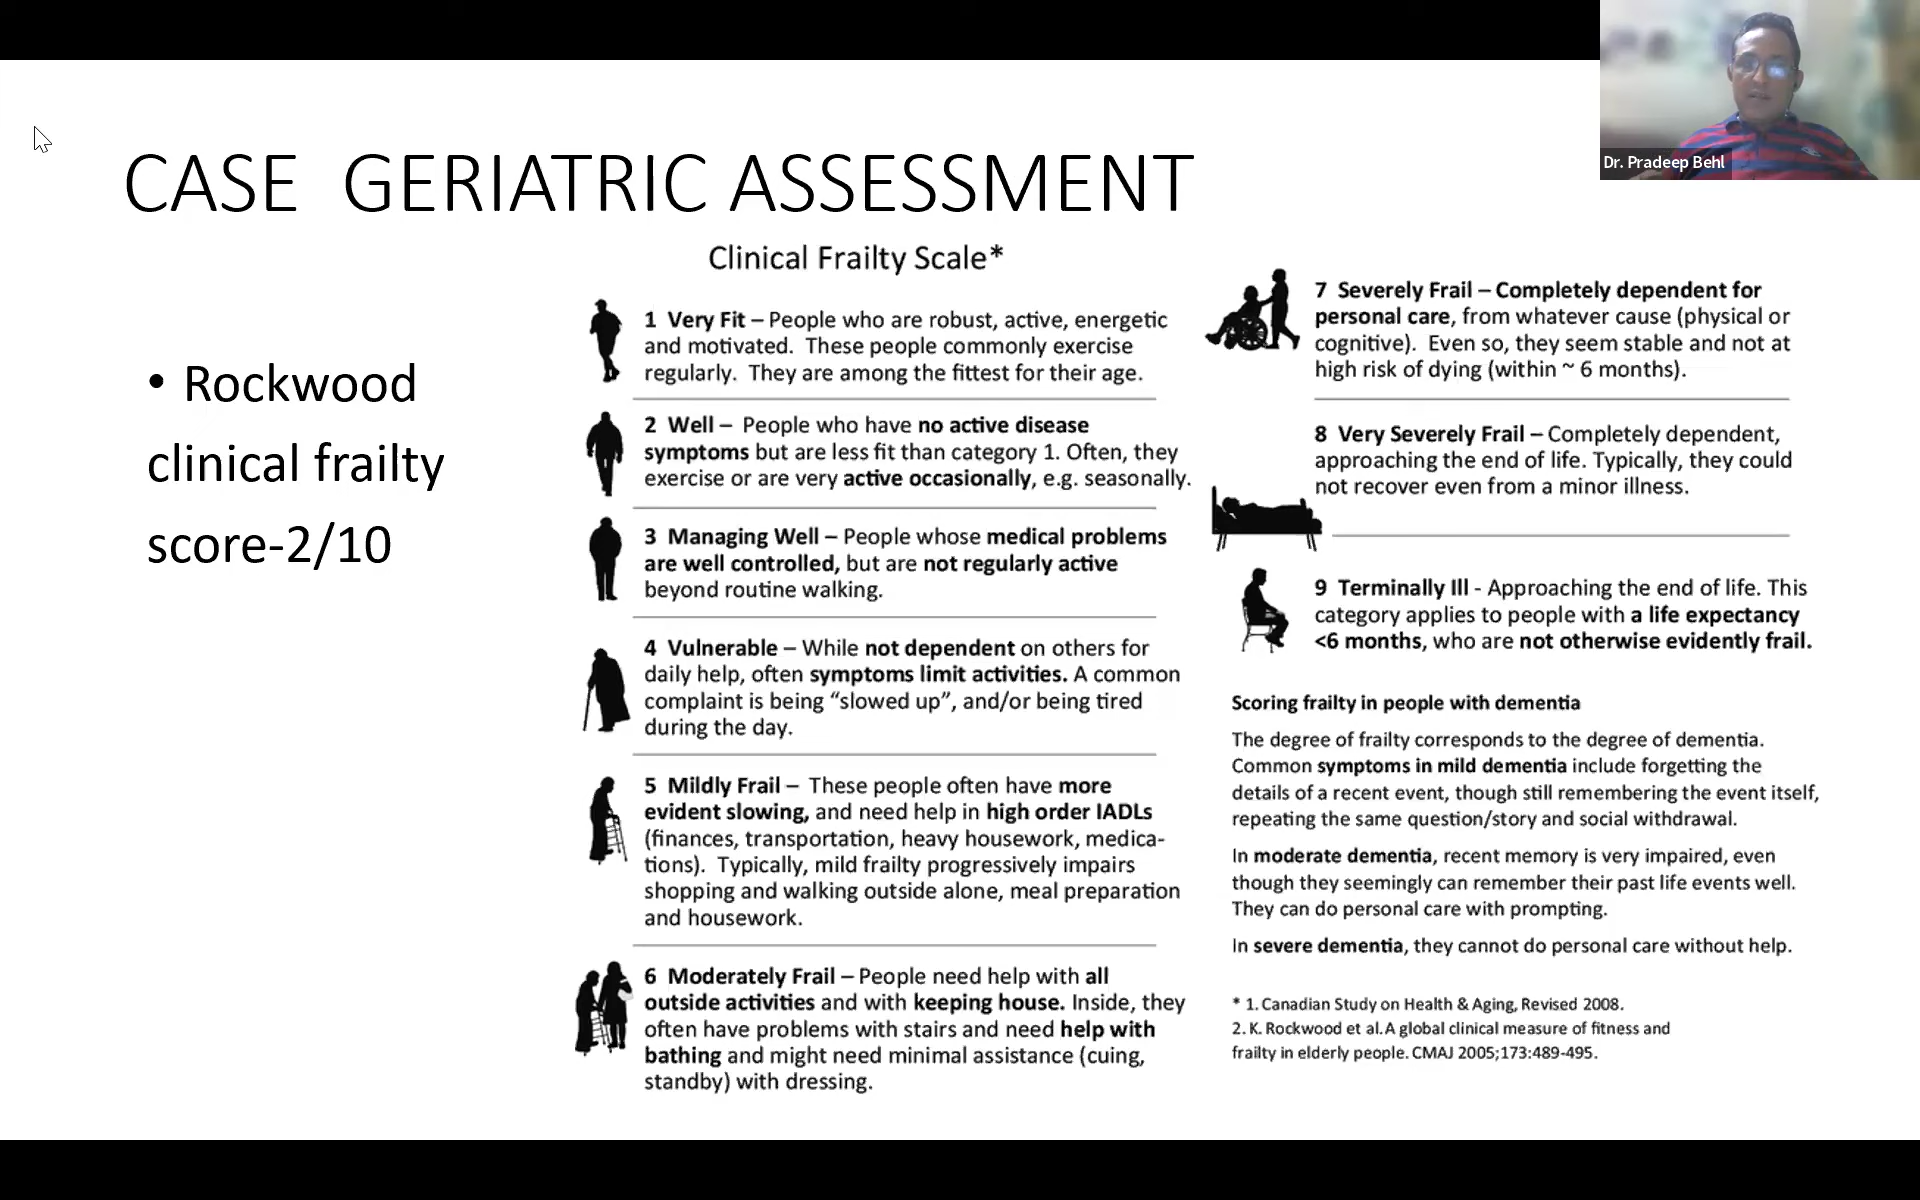 Dr. Pradeep Behl
CASE GERIATRIC ASSESSMENT
• Rockwood
clinical frailty
score-2/10
Clinical Frailty Scale*
1 Very Fit – People who are robust, active, energetic
and motivated. These people commonly exercise
regularly. They are among the fittest for their age.
2 Well – People who have no active disease
symptoms but are less fit than category 1. Often, they
exercise or are very active occasionally, e.g. seasonally.
3 Managing Well – People whose medical problems
are well controlled, but are not regularly active
beyond routine walking.
4 Vulnerable – While not dependent on others for
daily help, often symptoms limit activities. A common
complaint is being “slowed up”, and/or being tired
during the day.
5 Mildly Frail – These people often have more
evident slowing, and need help in high order IADLs
(finances, transportation, heavy housework, medica-
tions). Typically, mild frailty progressively impairs
shopping and walking outside alone, meal preparation
and housework.
6 Moderately Frail – People need help with all
outside activities and with keeping house. Inside, they
often have problems with stairs and need help with
bathing and might need minimal assistance (cuing,
standby) with dressing.
7 Severely Frail – Completely dependent for
personal care, from whatever cause (physical or
cognitive). Even so, they seem stable and not at
high risk of dying (within ~ 6 months).
8 Very Severely Frail – Completely dependent,
approaching the end of life. Typically, they could
not recover even from a minor illness.
9 Terminally Ill - Approaching the end of life. This
category applies to people with a life expectancy
<6 months, who are not otherwise evidently frail.
Scoring frailty in people with dementia
The degree of frailty corresponds to the degree of dementia.
Common symptoms in mild dementia include forgetting the
details of a recent event, though still remembering the event itself,
repeating the same question/story and social withdrawal.
In moderate dementia, recent memory is very impaired, even
though they seemingly can remember their past life events well.
They can do personal care with prompting.
In severe dementia, they cannot do personal care without help.
* 1. Canadian Study on Health & Aging, Revised 2008.
2. K. Rockwood et al. A global clinical measure of fitness and
frailty in elderly people. CMAJ 2005;173:489-495.